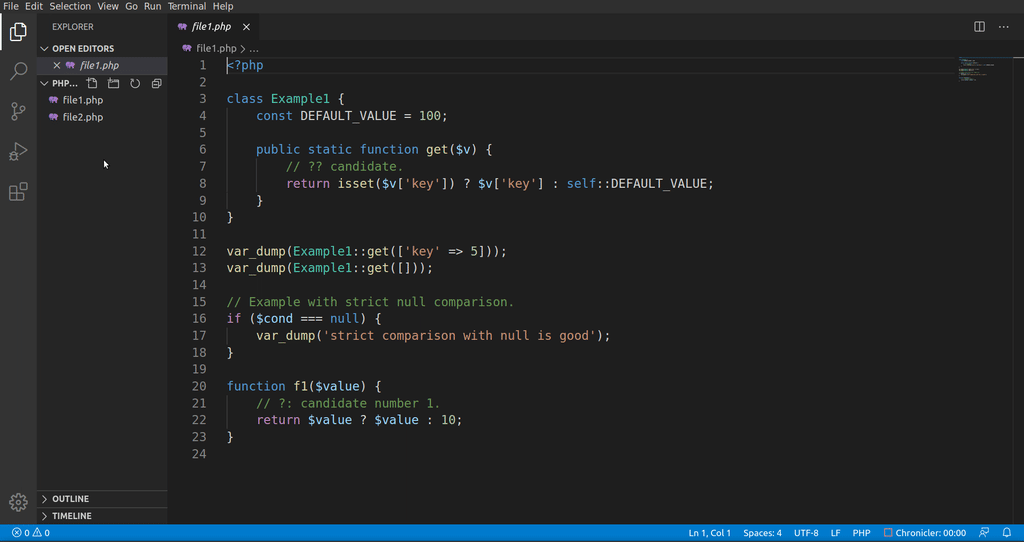 File Edit Selection View Go Run Terminal Help
EXPLORER
OPEN EDITORS
file1.php
PHP...
file1.php
file2.php
OUTLINE
TIMELINE
file1.php
file1.php > ...
1 <?php
2
3 class Example1 {
4 const DEFAULT_VALUE = 100;
5
6 public static function get($v) {
7 // ?? candidate.
8 return isset($v['key']) ? $v['key'] : self::DEFAULT_VALUE;
9 }
10 }
11
12 var_dump(Example1::get(['key' => 5]));
13 var_dump(Example1::get([]));
14
15 // Example with strict null comparison.
16 if ($cond === null) {
17 var_dump('strict comparison with null is good');
18 }
19
20 function f1($value) {
21 // ?: candidate number 1.
22 return $value ? $value : 10;
23 }
24
0 0 Ln 1, Col 1 Spaces: 4 UTF-8 LF PHP Chronicler: 00:00